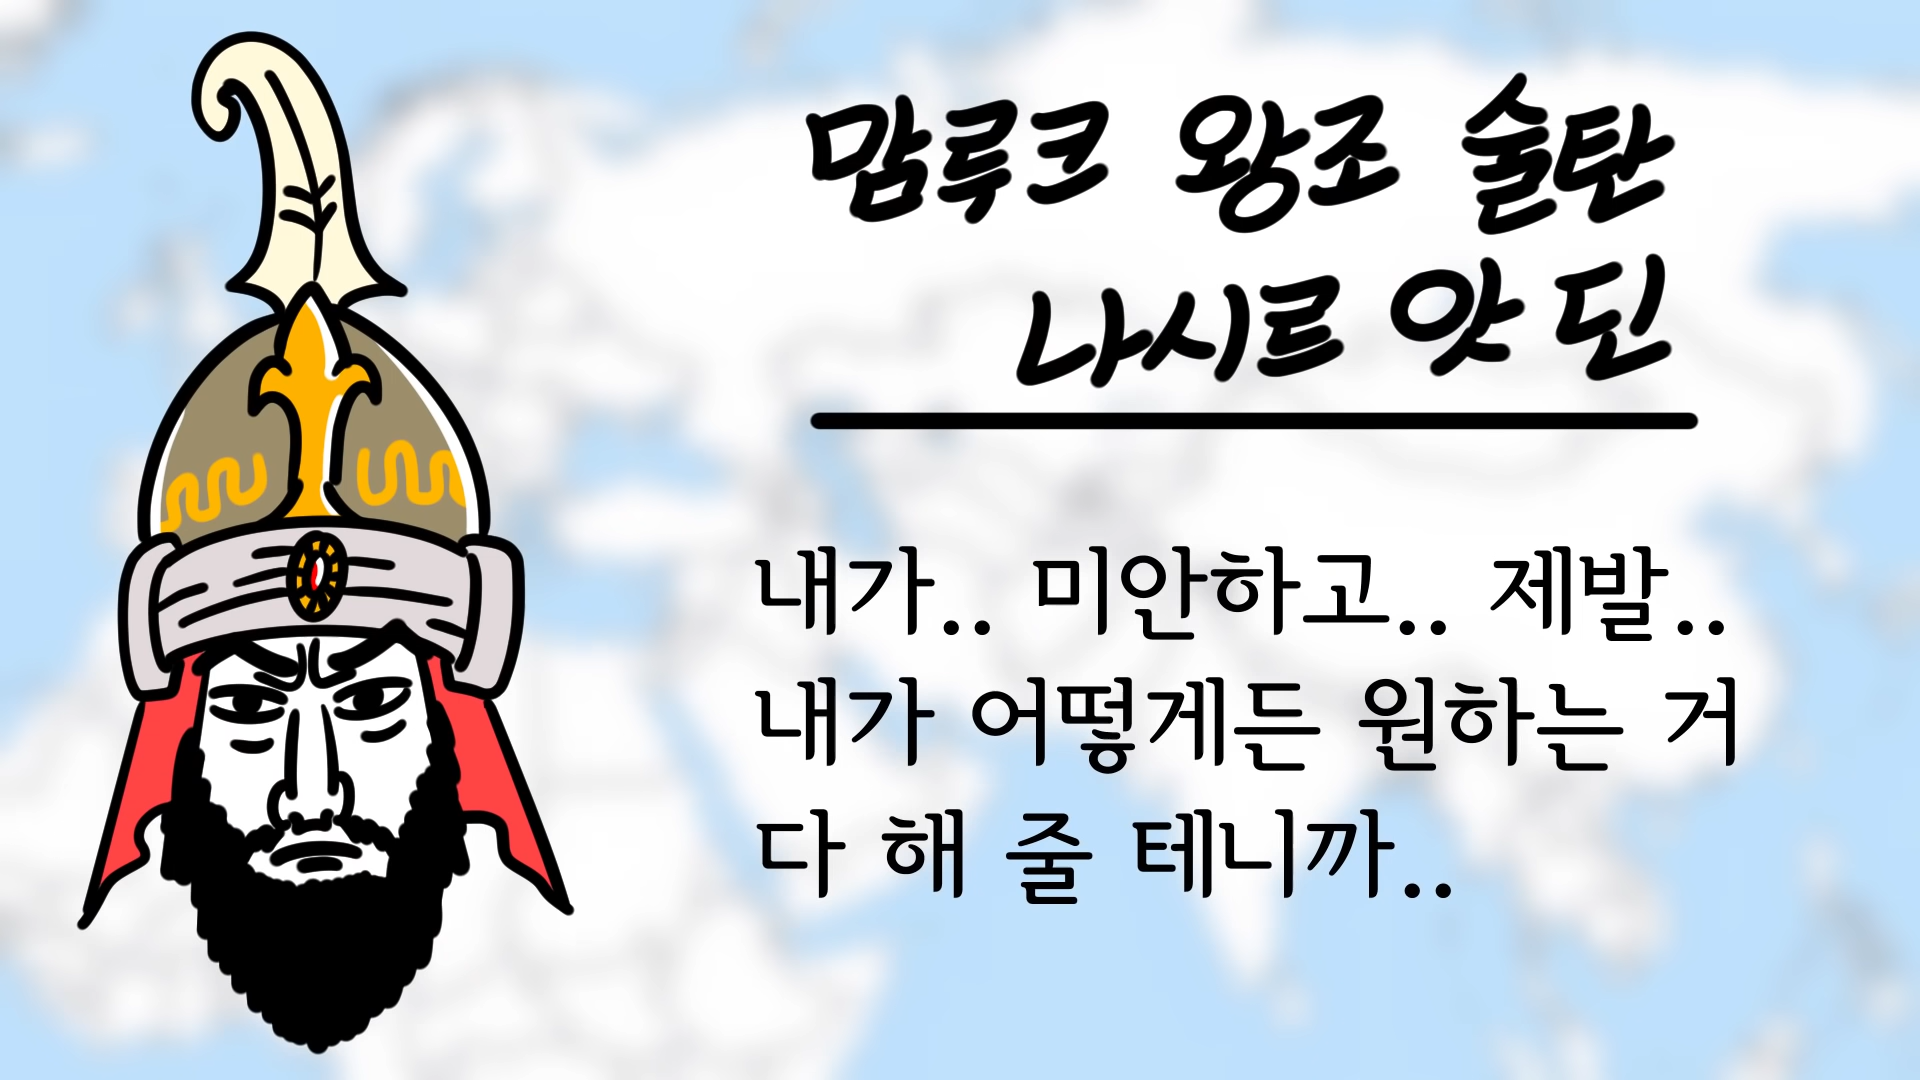 맘루크 왕조 술탄
나시르 앗 딘
내가.. 미안하고.. 제발..
내가 어떻게든 원하는 거
다 해 줄 테니까..